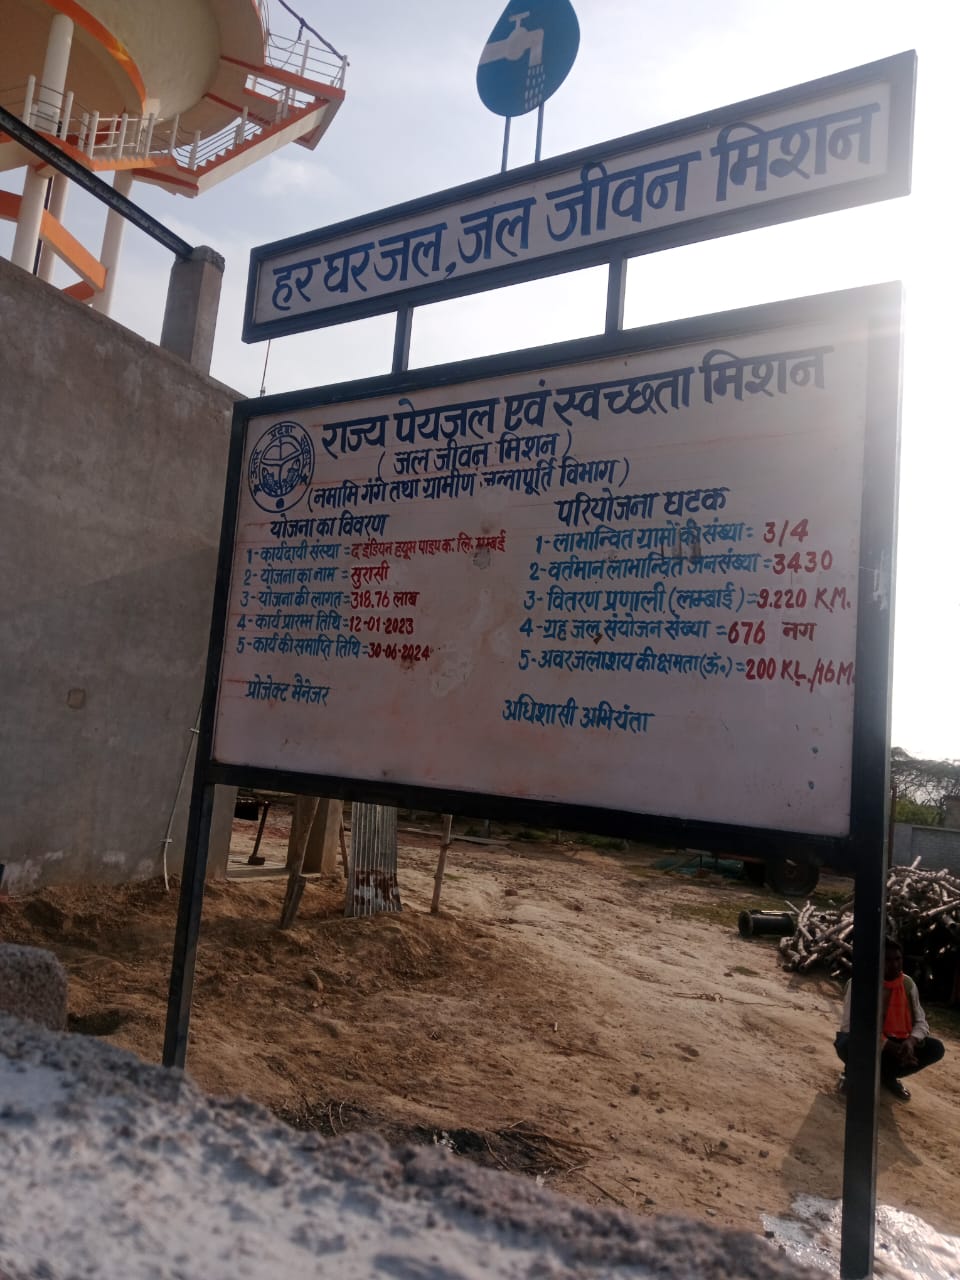 हर घर जल, जल जीवन मिशन
राज्य पेयजल एवं स्वच्छता मिशन
( जल जीवन मिशन )
(नमामि गंगे तथा ग्रामीण जलापूर्ति विभाग)
योजना का विवरण
1- कार्यदायी संस्था = द इंडियन ह्यूम पाइप क. लि. मुम्बई
2- योजना का नाम = सुरासी
3- योजना की लागत = 318.76 लाख
4- कार्य प्रारम्भ तिथि = 12-01-2023
5- कार्य की समाप्ति तिथि = 30-06-2024
प्रोजेक्ट मैनेजर
परियोजना घटक
1- लाभान्वित ग्रामों की संख्या = 3/4
2- वर्तमान लाभान्वित जनसंख्या = 3430
3- वितरण प्रणाली (लम्बाई) = 9.220 K.M.
4- ग्रह जल संयोजन संख्या = 676 नग
5- अवर जलाशय की क्षमता (ऊं.) = 200 KL./16 M.
अधिशासी अभियंता